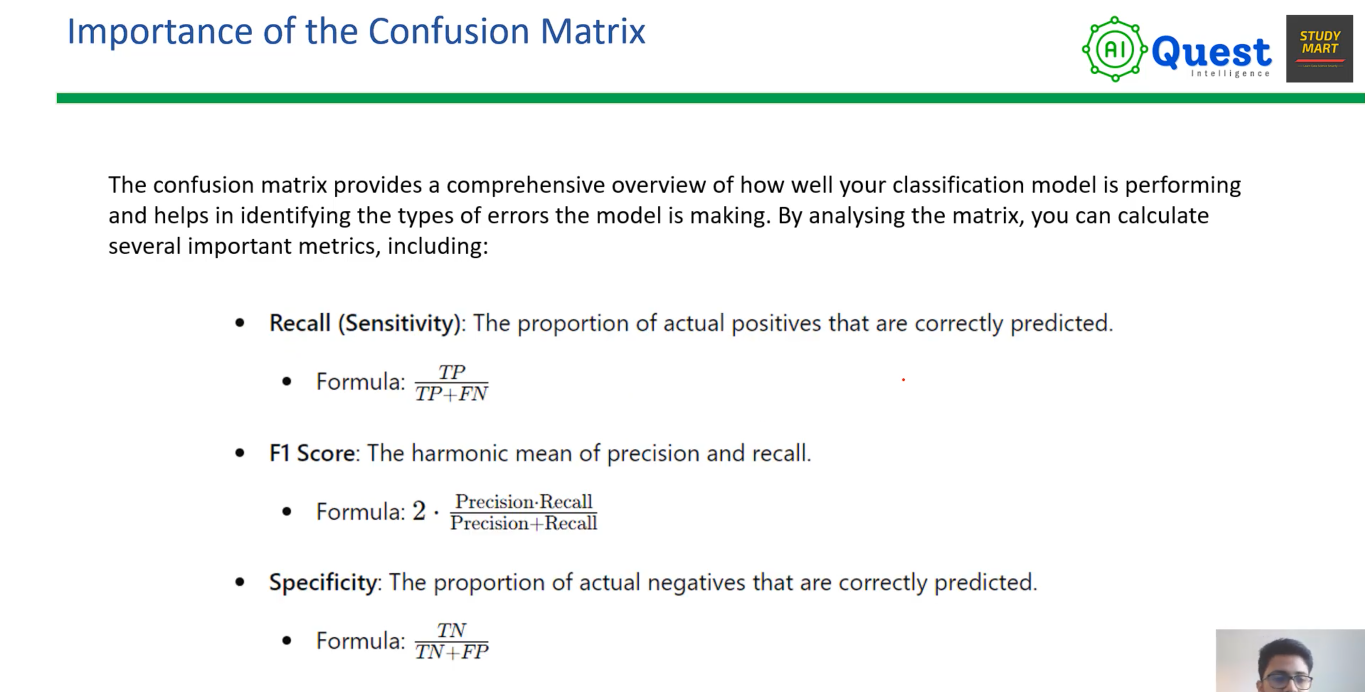 Importance of the Confusion Matrix
AI Quest
Intelligence
STUDY
MART
The confusion matrix provides a comprehensive overview of how well your classification model is performing
and helps in identifying the types of errors the model is making. By analysing the matrix, you can calculate
several important metrics, including:
• Recall (Sensitivity): The proportion of actual positives that are correctly predicted.
• Formula: TP/TP+FN
• F1 Score: The harmonic mean of precision and recall.
• Formula: 2 · Precision·Recall/Precision+Recall
• Specificity: The proportion of actual negatives that are correctly predicted.
• Formula: TN/TN+FP